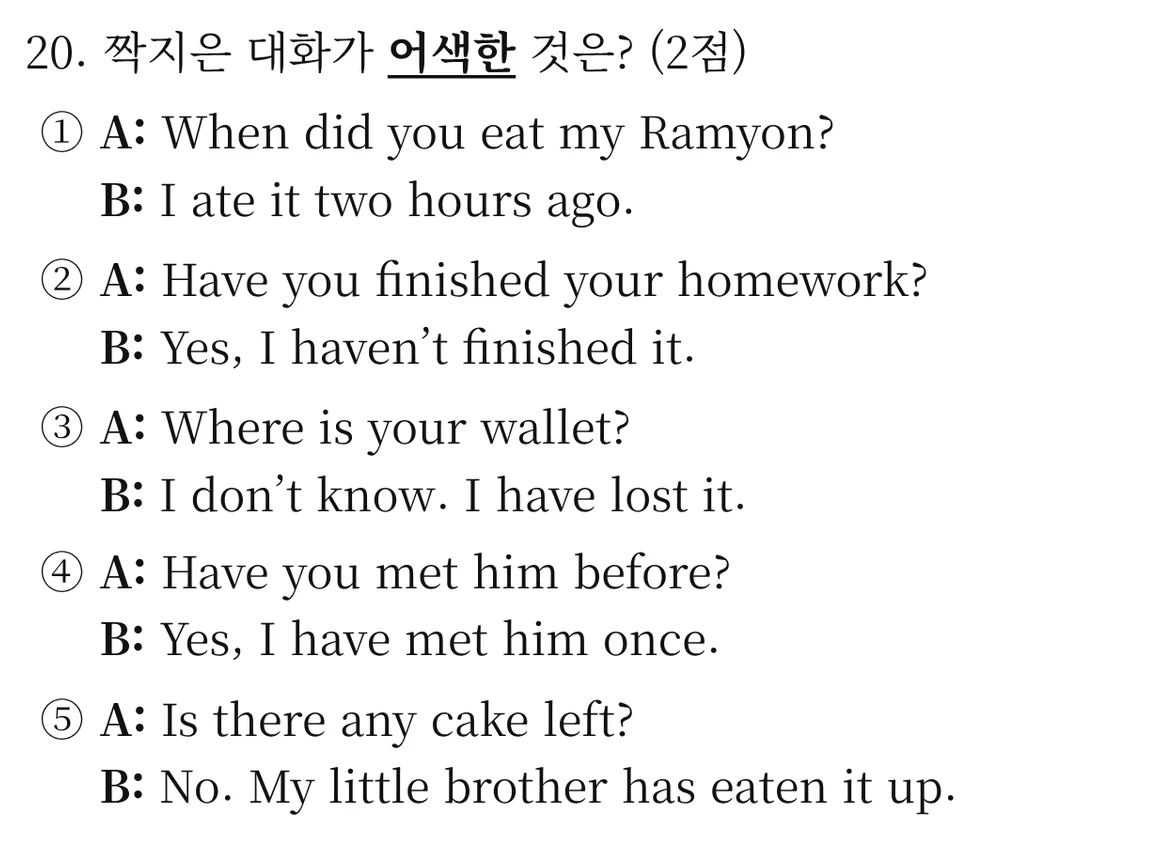 20. 짝지은 대화가 어색한 것은? (2점)
① A: When did you eat my Ramyon?
B: I ate it two hours ago.
② A: Have you finished your homework?
B: Yes, I haven’t finished it.
③ A: Where is your wallet?
B: I don’t know. I have lost it.
④ A: Have you met him before?
B: Yes, I have met him once.
⑤ A: Is there any cake left?
B: No. My little brother has eaten it up.